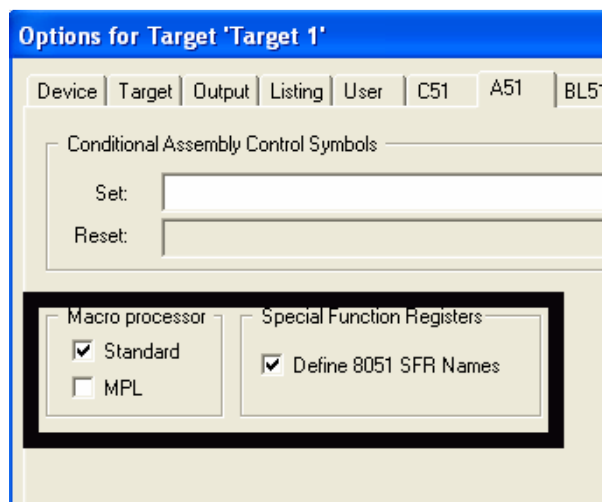 Options for Target 'Target 1'
Device Target Output Listing User C51 A51 BL51
Conditional Assembly Control Symbols
Set:
Reset:
Macro processor Special Function Registers
Standard Define 8051 SFR Names
MPL